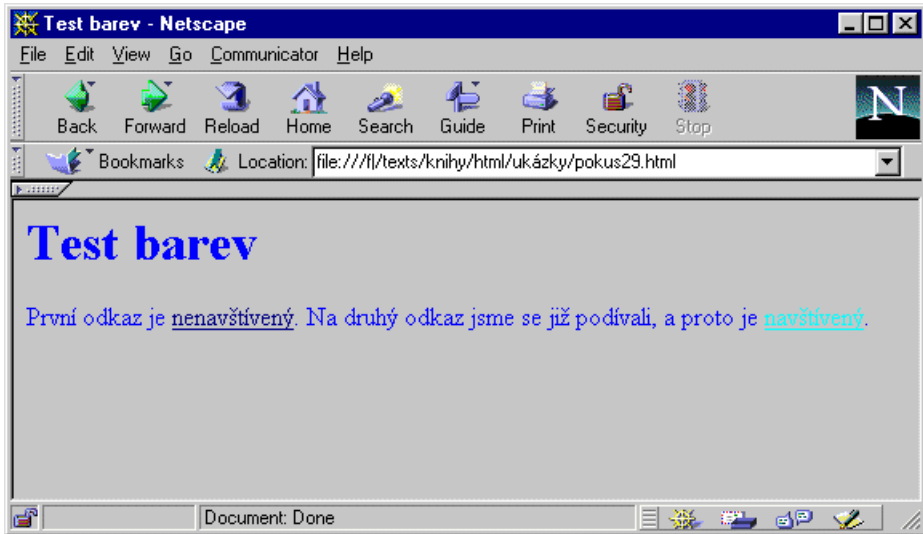 Test barev - Netscape
File Edit View Go Communicator Help
Back Forward Reload Home Search Guide Print Security Stop
N
Bookmarks Location: file:///f|/texts/knihy/html/ukázky/pokus29.html
Test barev
První odkaz je nenavštívený. Na druhý odkaz jsme se již podívali, a proto je navštívený.
Document: Done